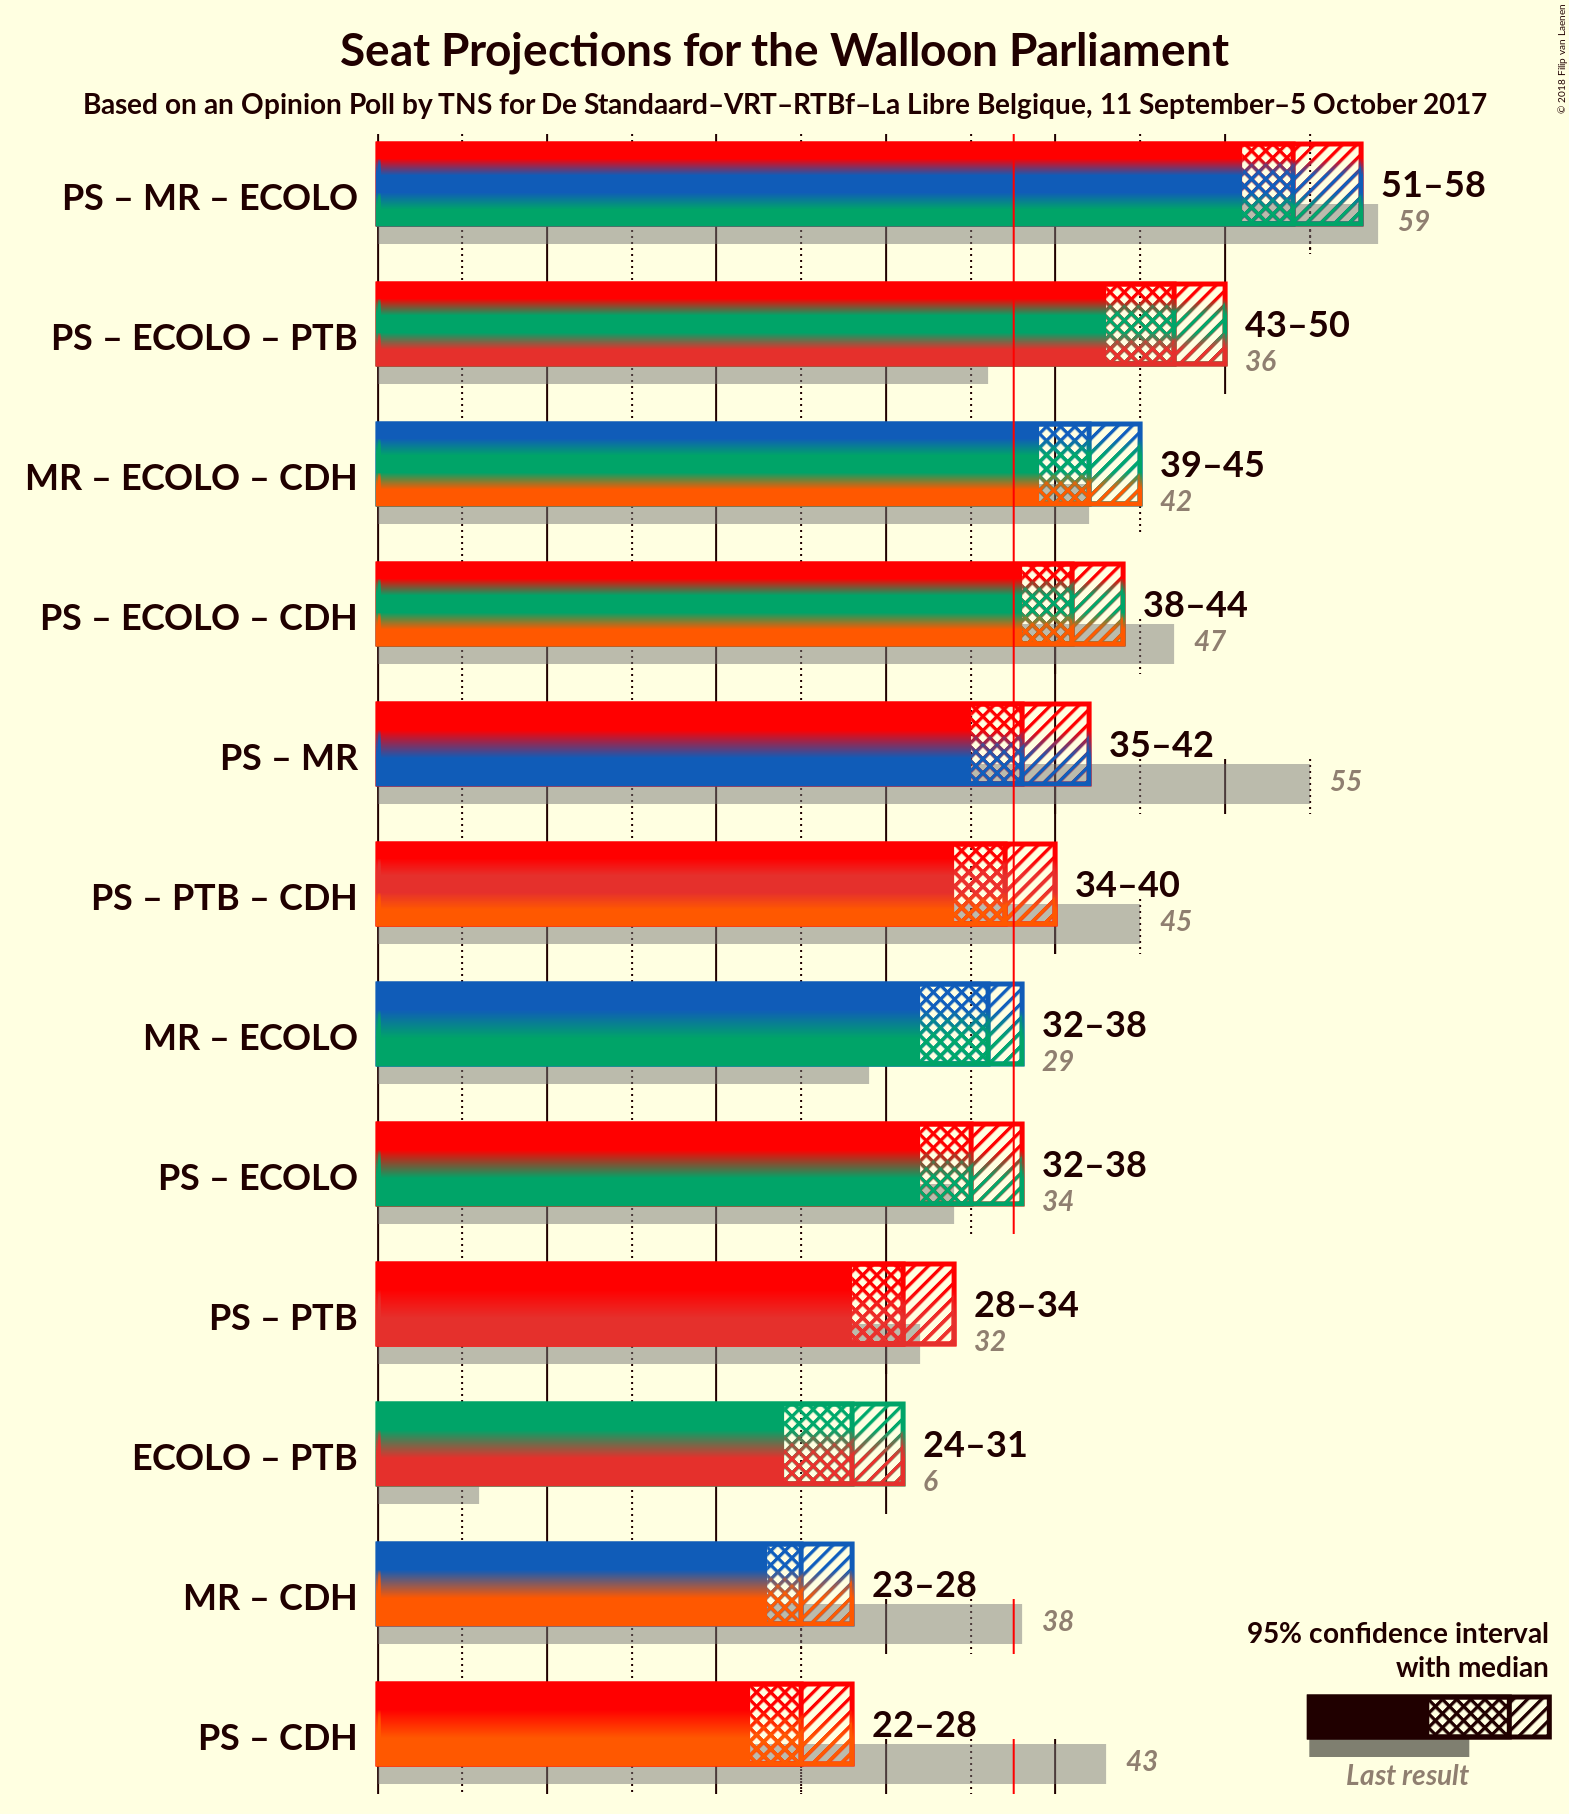 Seat Projections for the Walloon Parliament
Based on an Opinion Poll by TNS for De Standaard–VRT–RTBf–La Libre Belgique, 11 September–5 October 2017
© 2018 Filip van Laenen
PS – MR – ECOLO
51–58
59
PS – ECOLO – PTB
43–50
36
MR – ECOLO – CDH
39–45
42
PS – ECOLO – CDH
38–44
47
PS – MR
35–42
55
PS – PTB – CDH
34–40
45
MR – ECOLO
32–38
29
PS – ECOLO
32–38
34
PS – PTB
28–34
32
ECOLO – PTB
24–31
6
MR – CDH
23–28
38
PS – CDH
22–28
43
95% confidence interval
with median
Last result